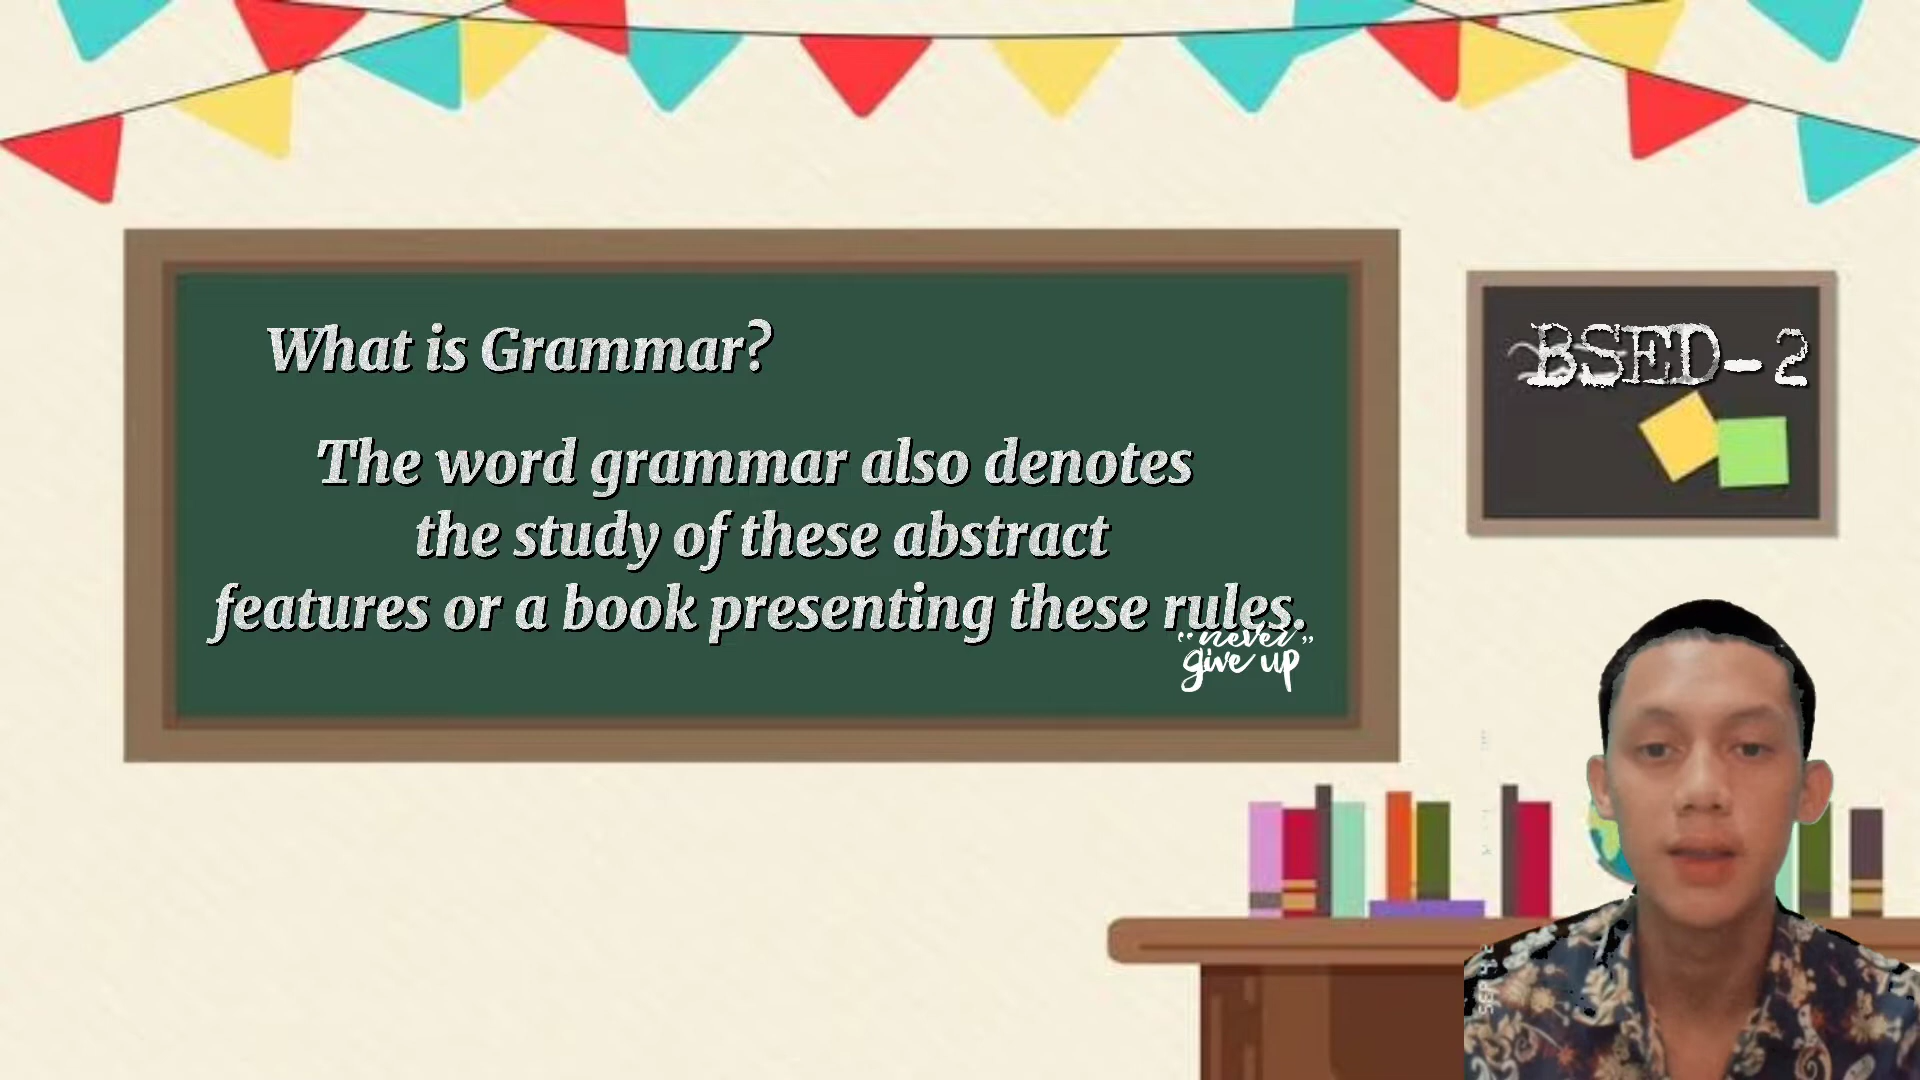 What is Grammar?
The word grammar also denotes
the study of these abstract
features or a book presenting these rules.
“never”
give up
BSED-2